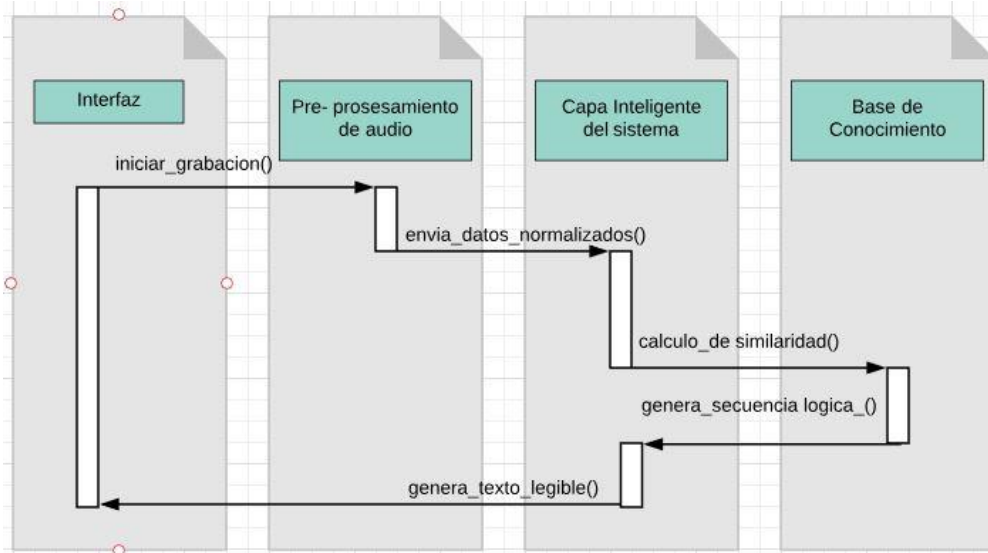 Interfaz
Pre- prosesamiento
de audio
Capa Inteligente
del sistema
Base de
Conocimiento
iniciar_grabacion()
envia_datos_normalizados()
calculo_de similaridad()
genera_secuencia logica_()
genera_texto_legible()